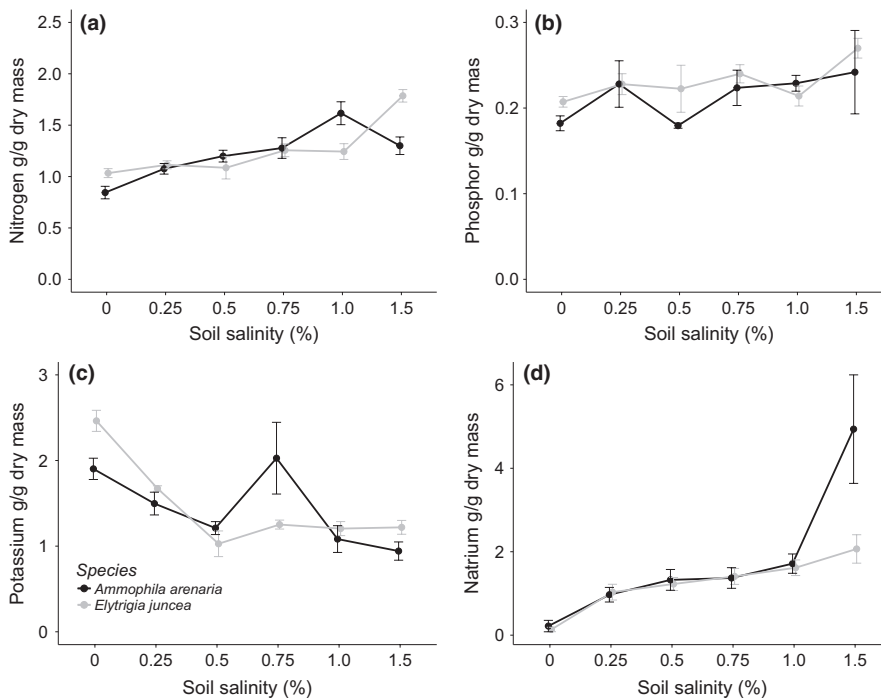 (a)
Nitrogen g/g dry mass
2.0
1.5
1.0
0.5
0.0
0 0.25 0.5 0.75 1.0 1.5
Soil salinity (%)
(b)
Phosphor g/g dry mas
0.3
0.2
0.1
0.0
0 0.25 0.5 0.75 1.0 1.5
Soil salinity (%)
(c)
Potassium g/g dry mass
3
2
1
0
Species
Ammophila arenaria
Elytrigia juncea
0 0.25 0.5 0.75 1.0 1.5
Soil salinity (%)
(d)
Natrium g/g dry mass
6
4
2
0
0 0.25 0.5 0.75 1.0 1.5
Soil salinity (%)